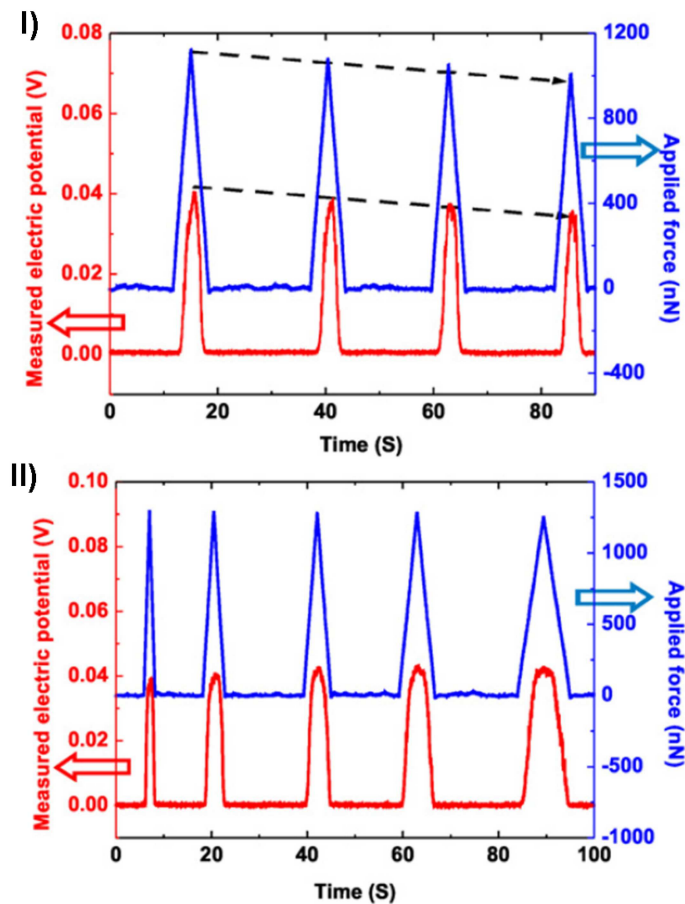 I)
0.08
0.06
0.04
0.02
0.00
Measured electric potential (V)
1200
800
400
0
-400
Applied force (nN)
0 20 40 60 80
Time (S)
II)
0.10
0.08
0.06
0.04
0.02
0.00
Measured electric potential (V)
1500
1000
500
0
-500
-1000
Applied force (nN)
0 20 40 60 80 100
Time (S)